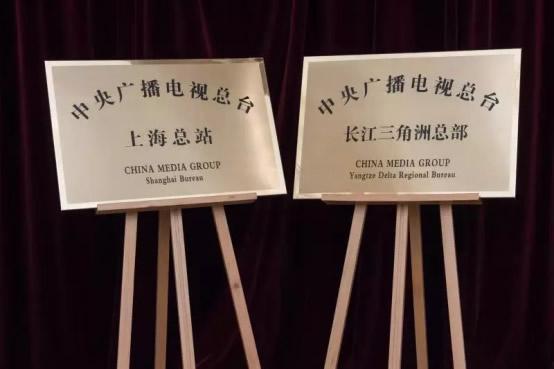 中央广播电视总台
上海总站
CHINA MEDIA GROUP
Shanghai Bureau
中央广播电视总台
长江三角洲总部
CHINA MEDIA GROUP
Yangtze Delta Regional Bureau